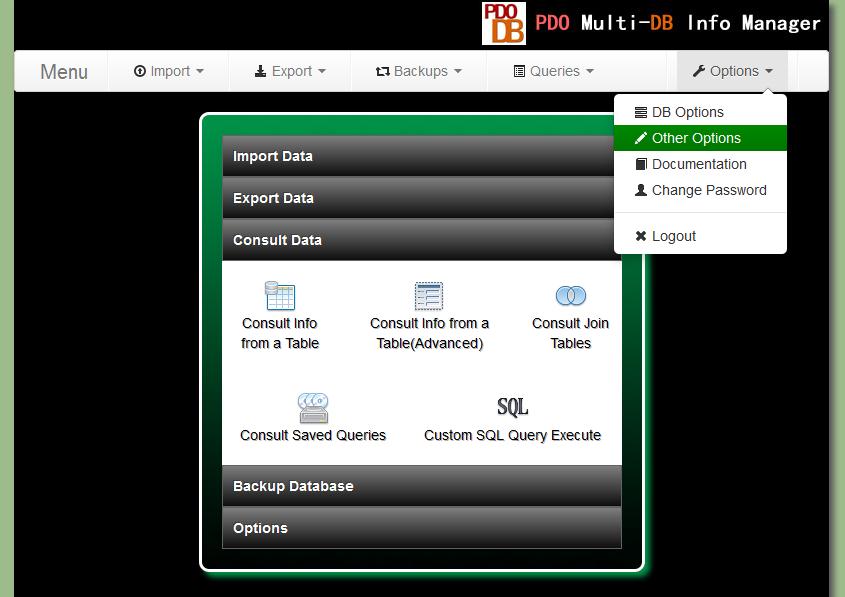 PDO
DB
PDO Multi-DB Info Manager
Menu
Import
Export
Backups
Queries
Options
DB Options
Other Options
Documentation
Change Password
Logout
Import Data
Export Data
Consult Data
Consult Info
from a Table
Consult Info from a
Table(Advanced)
Consult Join
Tables
Consult Saved Queries
SQL
Custom SQL Query Execute
Backup Database
Options